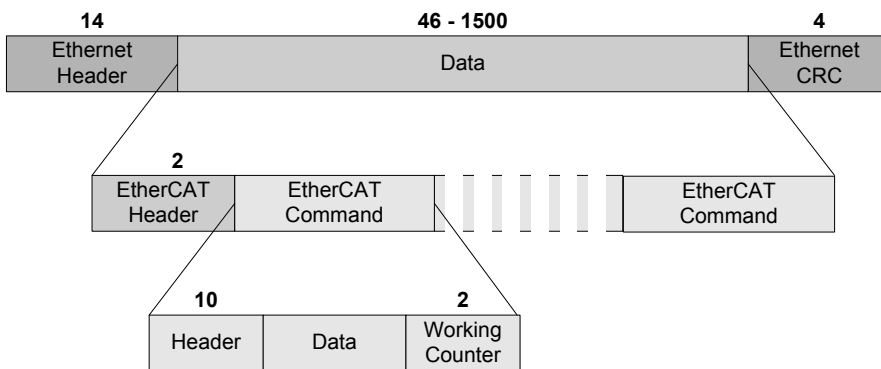 14 46 - 1500 4
Ethernet Header Data Ethernet CRC
2
EtherCAT Header EtherCAT Command EtherCAT Command
10 2
Header Data Working Counter